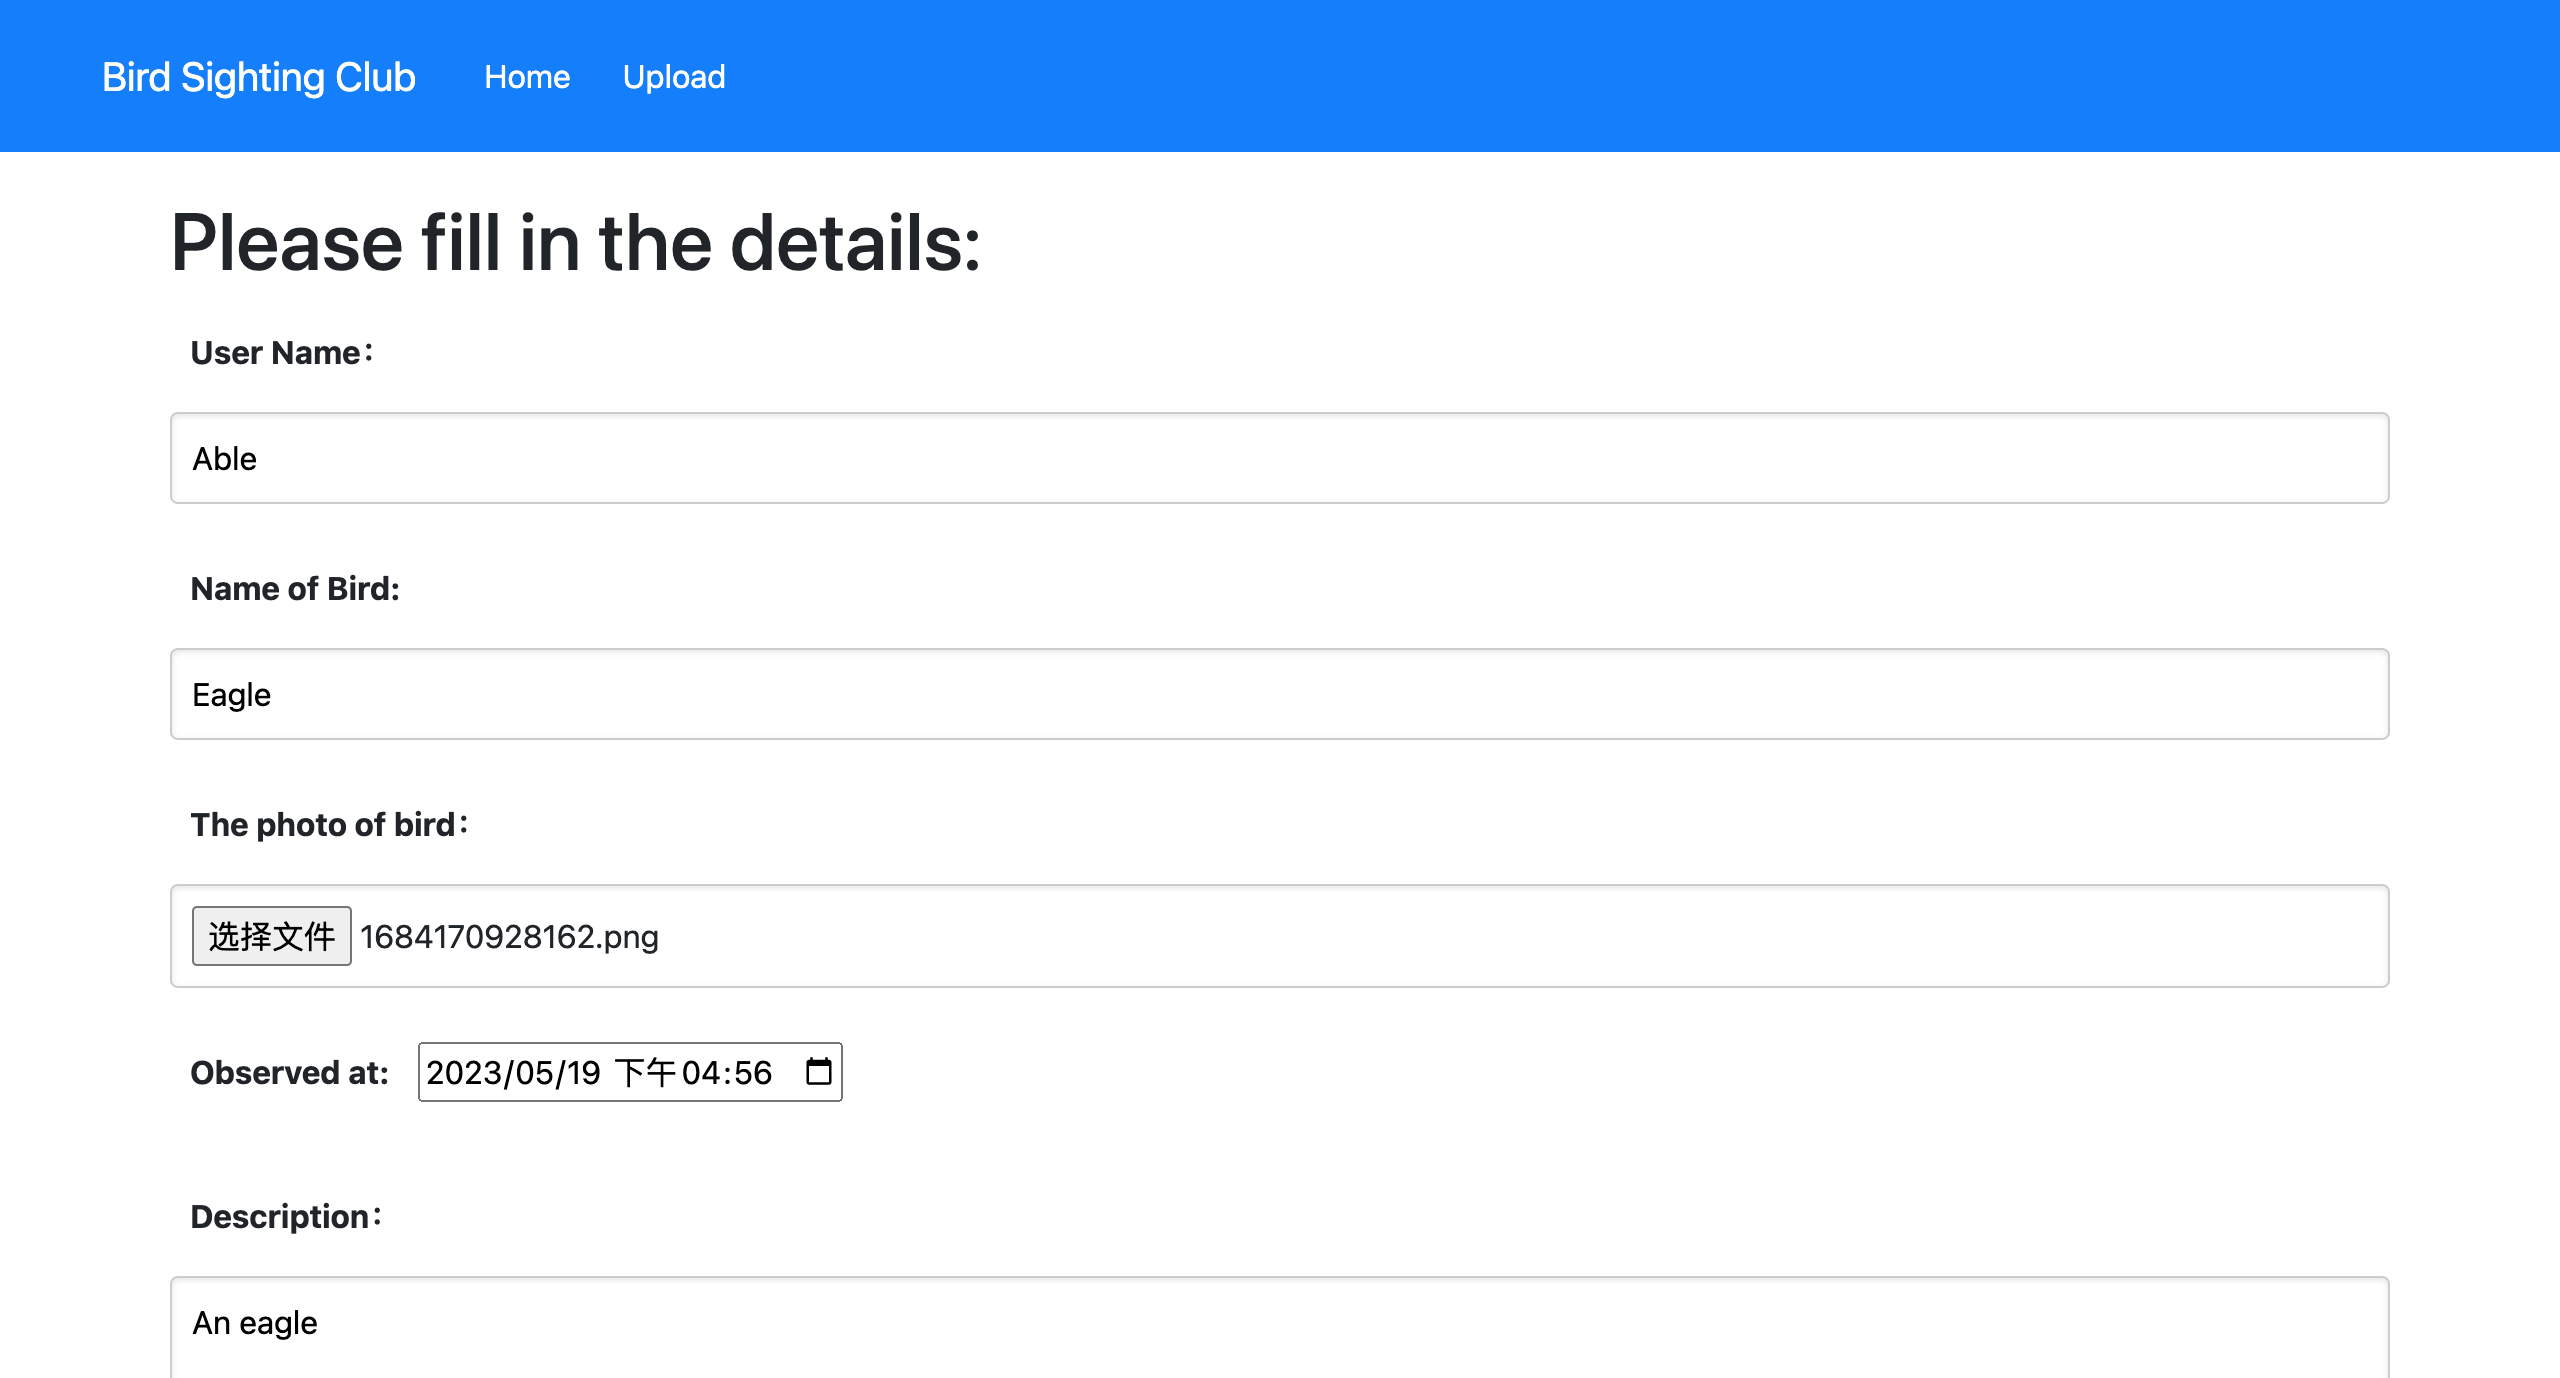 Bird Sighting Club Home Upload
Please fill in the details:
User Name：
Able
Name of Bird:
Eagle
The photo of bird：
选择文件 1684170928162.png
Observed at: 2023/05/19 下午04:56
Description：
An eagle